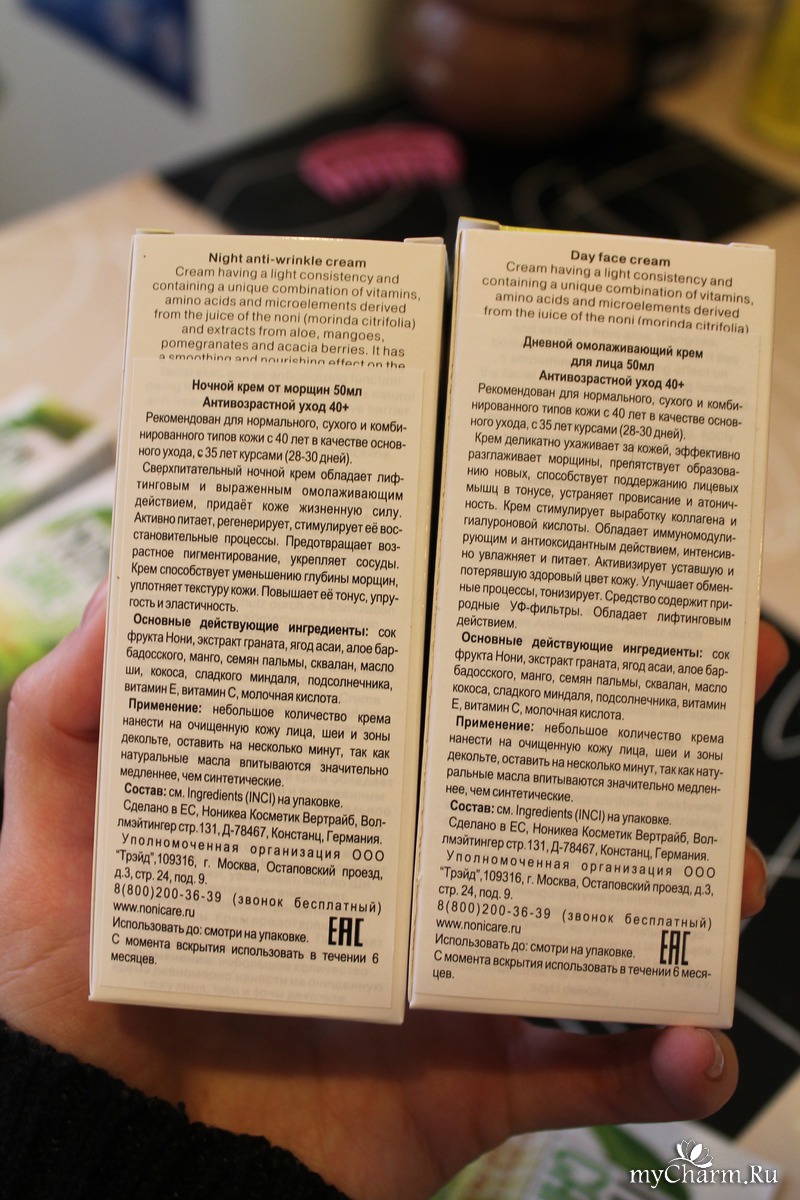 Night anti-wrinkle cream
Cream having a light consistency and
containing a unique combination of vitamins,
amino acids and microelements derived
from the juice of the noni (morinda citrifolia)
and extracts from aloe, mangoes,
pomegranates and acacia berries. It has
a smoothing and nourishing effect on the
Ночной крем от морщин 50мл
Антивозрастной уход 40+
Рекомендован для нормального, сухого и комби-
нированного типов кожи с 40 лет в качестве основ-
ного ухода, с 35 лет курсами (28-30 дней).
Сверхпитательный ночной крем обладает лиф-
тинговым и выраженным омолаживающим
действием, придаёт коже жизненную силу.
Активно питает, регенерирует, стимулирует её вос-
становительные процессы. Предотвращает воз-
растное пигментирование, укрепляет сосуды.
Крем способствует уменьшению глубины морщин,
уплотняет текстуру кожи. Повышает её тонус, упру-
гость и эластичность.
Основные действующие ингредиенты: сок
фрукта Нони, экстракт граната, ягод асаи, алое бар-
бадосского, манго, семян пальмы, сквалан, масло
ши, кокоса, сладкого миндаля, подсолнечника,
витамин Е, витамин С, молочная кислота.
Применение: небольшое количество крема
нанести на очищенную кожу лица, шеи и зоны
декольте, оставить на несколько минут, так как
натуральные масла впитываются значительно
медленнее, чем синтетические.
Состав: см. Ingredients (INCI) на упаковке.
Сделано в ЕС, Ноникеа Косметик Вертрайб, Вол-
лмэйтингер стр.131, Д-78467, Констанц, Германия.
Уполномоченная организация ООО
"Трэйд",109316, г. Москва, Остаповский проезд,
д.3, стр. 24, под. 9.
8(800)200-36-39 (звонок бесплатный)
www.nonicare.ru
Использовать до: смотри на упаковке.
EAC
С момента вскрытия использовать в течении 6
месяцев.
Day face cream
Cream having a light consistency and
containing a unique combination of vitamins,
amino acids and microelements derived
from the juice of the noni (morinda citrifolia)
Дневной омолаживающий крем
для лица 50мл
Антивозрастной уход 40+
Рекомендован для нормального, сухого и комби-
нированного типов кожи с 40 лет в качестве основ-
ного ухода, с 35 лет курсами (28-30 дней).
Крем деликатно ухаживает за кожей, эффективно
разглаживает морщины, препятствует образова-
нию новых, способствует поддержанию лицевых
мышц в тонусе, устраняет провисание и атонич-
ность. Крем стимулирует выработку коллагена и
гиалуроновой кислоты. Обладает иммуномодули-
рующим и антиоксидантным действием, интенсив-
но увлажняет и питает. Активизирует уставшую и
потерявшую здоровый цвет кожу. Улучшает обмен-
ные процессы, тонизирует. Средство содержит при-
родные УФ-фильтры. Обладает лифтинговым
действием.
Основные действующие ингредиенты: сок
фрукта Нони, экстракт граната, ягод асаи, алое бар-
бадосского, манго, семян пальмы, сквалан, масло
кокоса, сладкого миндаля, подсолнечника, витамин
Е, витамин С, молочная кислота.
Применение: небольшое количество крема
нанести на очищенную кожу лица, шеи и зоны
декольте, оставить на несколько минут, так как нату-
ральные масла впитываются значительно медлен-
нее, чем синтетические.
Состав: см. Ingredients (INCI) на упаковке.
Сделано в ЕС, Ноникеа Косметик Вертрайб, Вол-
лмэйтингер стр.131, Д-78467, Констанц, Германия.
Уполномоченная организация ООО
"Трэйд",109316, г. Москва, Остаповский проезд, д.3,
стр. 24, под. 9.
8(800)200-36-39 (звонок бесплатный)
www.nonicare.ru
Использовать до: смотри на упаковке.
EAC
С момента вскрытия использовать в течении 6 меся-
цев.
myCharm.Ru